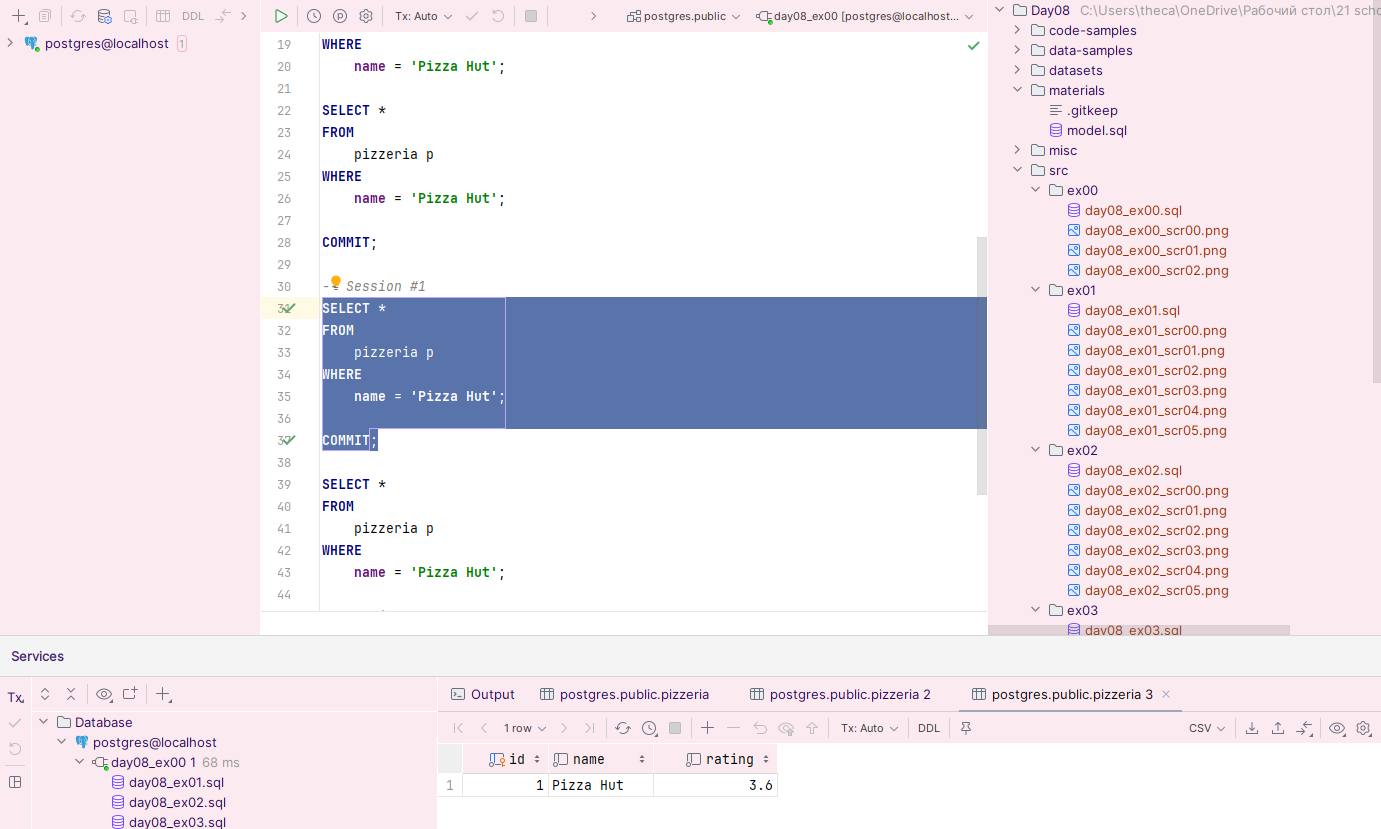 DDL
Tx: Auto
postgres.public
day08_ex00 [postgres@localhost...
postgres@localhost 1
19 WHERE
20 name = 'Pizza Hut';
21
22 SELECT *
23 FROM
24 pizzeria p
25 WHERE
26 name = 'Pizza Hut';
27
28 COMMIT;
29
30 -- Session #1
31 SELECT *
32 FROM
33 pizzeria p
34 WHERE
35 name = 'Pizza Hut';
36
37 COMMIT;
38
39 SELECT *
40 FROM
41 pizzeria p
42 WHERE
43 name = 'Pizza Hut';
44
Day08 C:\Users\theca\OneDrive\Рабочий стол\21 scho
code-samples
data-samples
datasets
materials
.gitkeep
model.sql
misc
src
ex00
day08_ex00.sql
day08_ex00_scr00.png
day08_ex00_scr01.png
day08_ex00_scr02.png
ex01
day08_ex01.sql
day08_ex01_scr00.png
day08_ex01_scr01.png
day08_ex01_scr02.png
day08_ex01_scr03.png
day08_ex01_scr04.png
day08_ex01_scr05.png
ex02
day08_ex02.sql
day08_ex02_scr00.png
day08_ex02_scr01.png
day08_ex02_scr02.png
day08_ex02_scr03.png
day08_ex02_scr04.png
day08_ex02_scr05.png
ex03
day08_ex03.sql
Services
Tx
Database
postgres@localhost
day08_ex00 1 68 ms
day08_ex01.sql
day08_ex02.sql
day08_ex03.sql
Output
postgres.public.pizzeria
postgres.public.pizzeria 2
postgres.public.pizzeria 3
1 row
Tx: Auto
DDL
CSV
id name rating
1 1 Pizza Hut 3.6